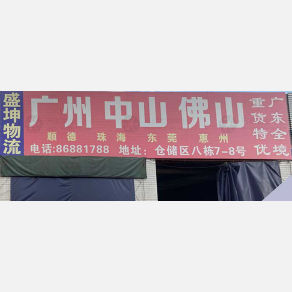 盛坤物流
广州 中山 佛山
顺德 珠海 东莞 惠州
电话:86881788 地址:仓储区八栋7-8号
广东全境
重货特优